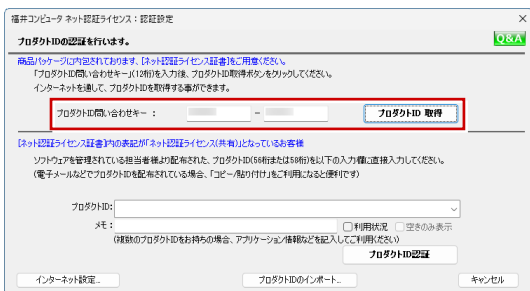 福井コンピュータ ネット認証ライセンス：認証設定
プロダクトIDの認証を行います。
Q&A
商品パッケージに内包されております、[ネット認証ライセンス証書]をご用意ください。
「プロダクトID問い合わせキー」(12桁)を入力後、プロダクトID取得ボタンをクリックしてください。
インターネットを通して、プロダクトIDを取得する事ができます。
プロダクトID問い合わせキー ： － プロダクトID 取得
[ネット認証ライセンス証書]内の表記が「ネット認証ライセンス(共有)」となっているお客様
ソフトウェアを管理されている担当者様より配布された、プロダクトID(56桁または58桁)を以下の入力欄に直接入力してください。
(電子メールなどでプロダクトIDを配布されている場合、「コピー/貼り付け」をご利用になると便利です)
プロダクトID:
メモ: 利用状況 空きのみ表示
(複数のプロダクトIDをお持ちの場合、アプリケーション情報などを記入してご利用ください)
プロダクトID認証
インターネット設定... プロダクトIDのインポート... キャンセル